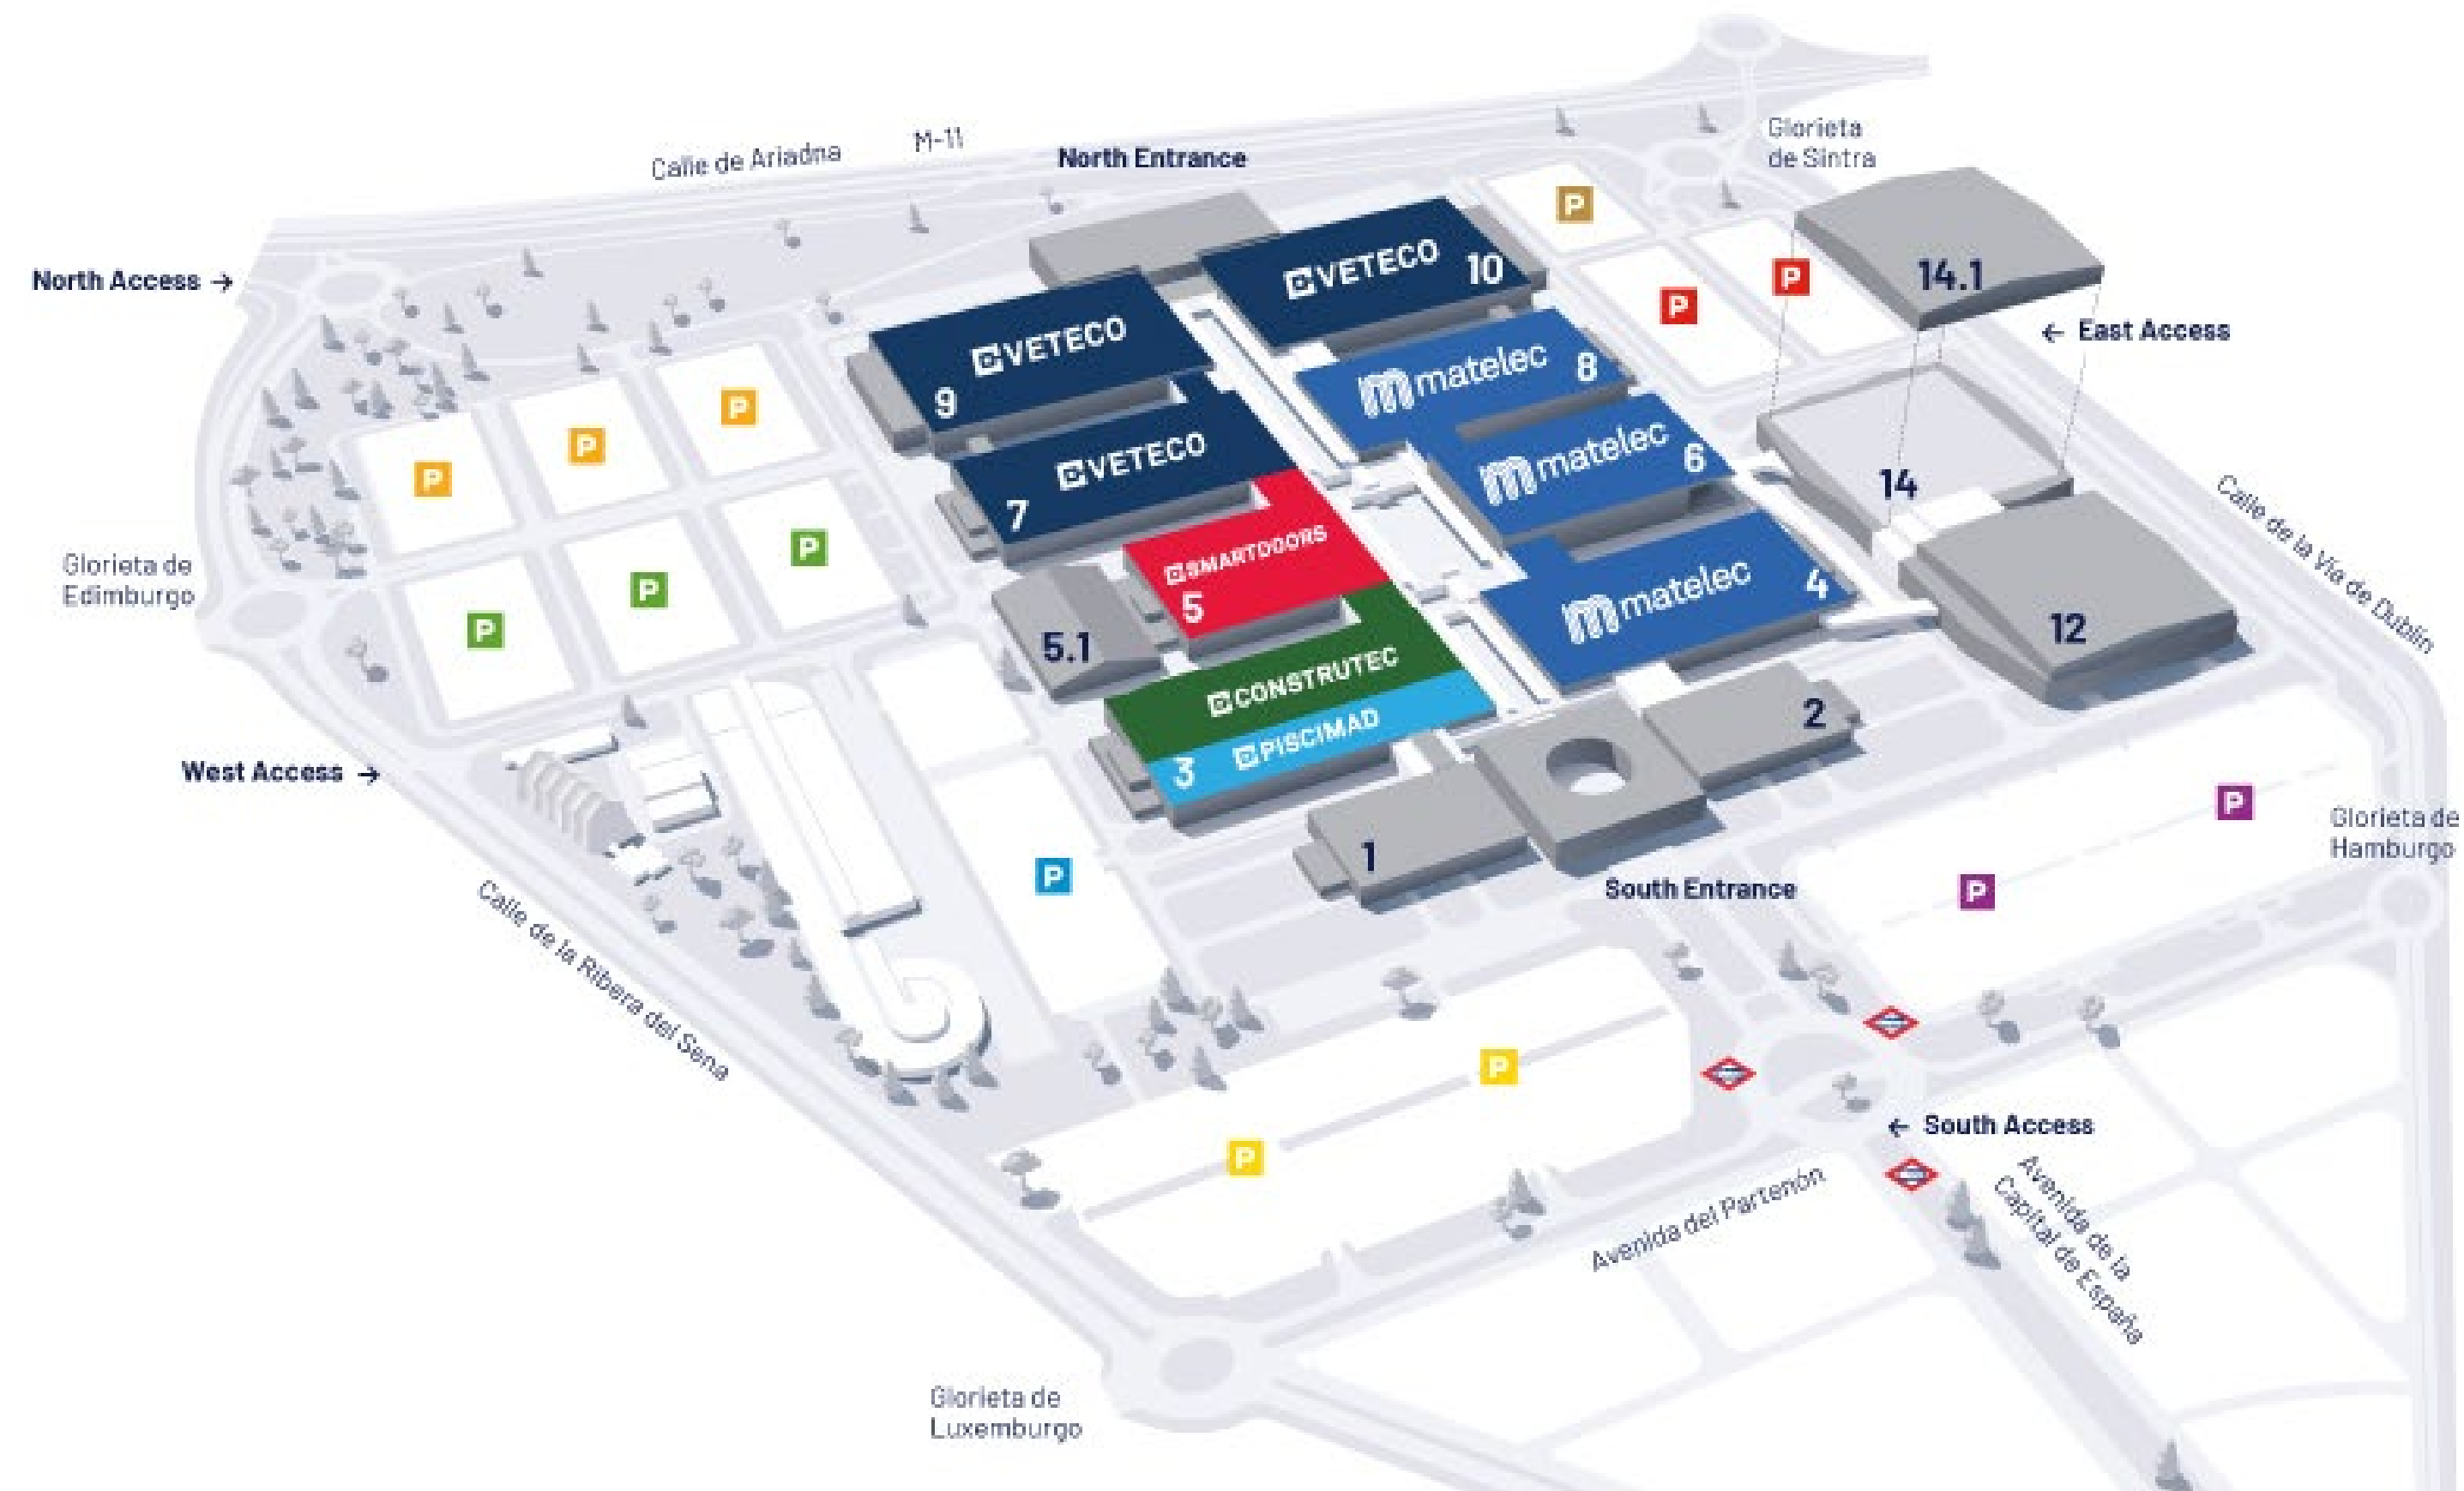 Glorieta
de Sintra
Calle de Ariadna
M-11
North Entrance
P
North Access →
VETECO
10
14.1
P
P
← East Access
VETECO
9
matelec
8
P
P
P
VETECO
7
matelec
6
14
Calle de la Vía de Dublín
SMARTDOORS
5
P
P
P
Glorieta de
Edimburgo
matelec
4
5.1
12
CONSTRUTEC
PISCIMAD
3
2
West Access →
P
Glorieta de
Hamburgo
1
P
South Entrance
P
Calle de la Ribera del Sena
P
P
← South Access
Avenida del Partenón
Avenida de la
Capital de España
Glorieta de
Luxemburgo